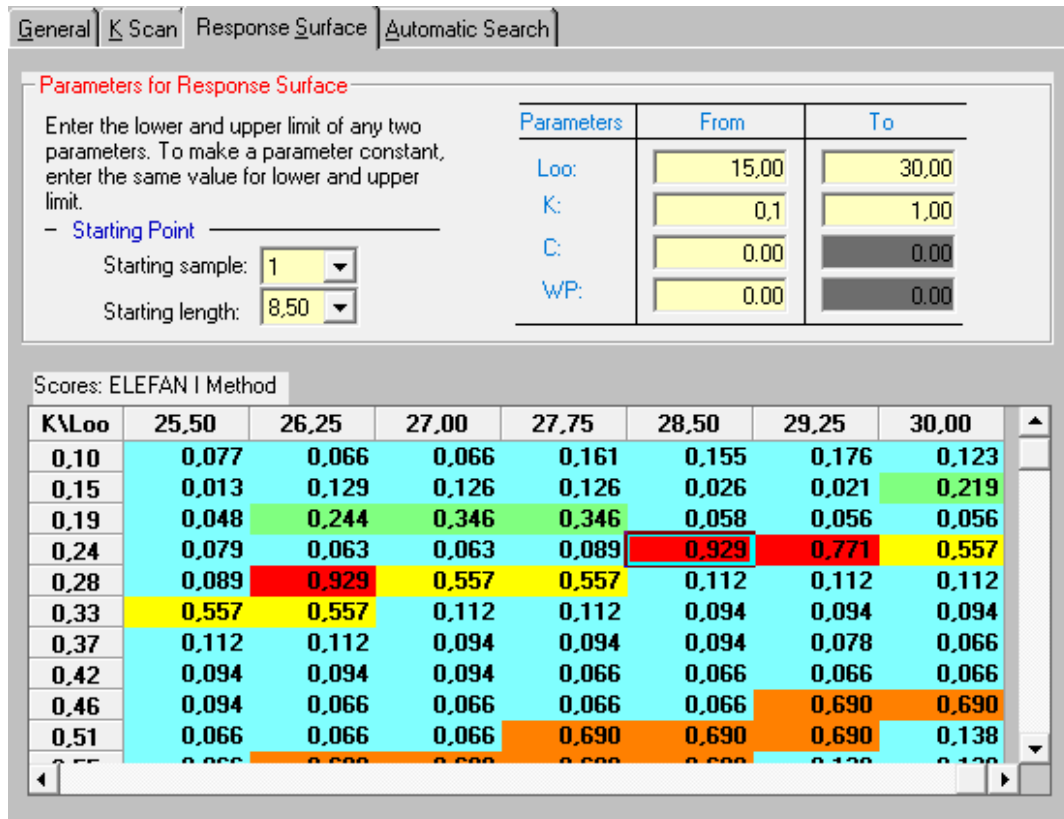 General K Scan Response Surface Automatic Search
Parameters for Response Surface
Enter the lower and upper limit of any two
parameters. To make a parameter constant,
enter the same value for lower and upper
limit.
Starting Point
Starting sample: 1
Starting length: 8,50
Parameters From To
Loo: 15,00 30,00
K: 0,1 1,00
C: 0.00 0.00
WP: 0.00 0.00
Scores: ELEFAN I Method
K\Loo 25,50 26,25 27,00 27,75 28,50 29,25 30,00
0,10 0,077 0,066 0,066 0,161 0,155 0,176 0,123
0,15 0,013 0,129 0,126 0,126 0,026 0,021 0,219
0,19 0,048 0,244 0,346 0,346 0,058 0,056 0,056
0,24 0,079 0,063 0,063 0,089 0,929 0,771 0,557
0,28 0,089 0,929 0,557 0,557 0,112 0,112 0,112
0,33 0,557 0,557 0,112 0,112 0,094 0,094 0,094
0,37 0,112 0,112 0,094 0,094 0,094 0,078 0,066
0,42 0,094 0,094 0,094 0,066 0,066 0,066 0,066
0,46 0,094 0,066 0,066 0,066 0,066 0,690 0,690
0,51 0,066 0,066 0,066 0,690 0,690 0,690 0,138